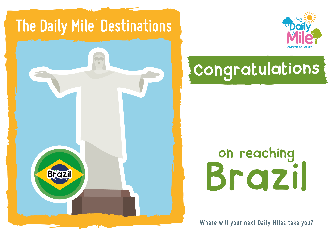 The Daily Mile Destinations
Brazil
The
Daily
Mile
Congratulations
on reaching
Brazil
Where will your next Daily Miles take you?